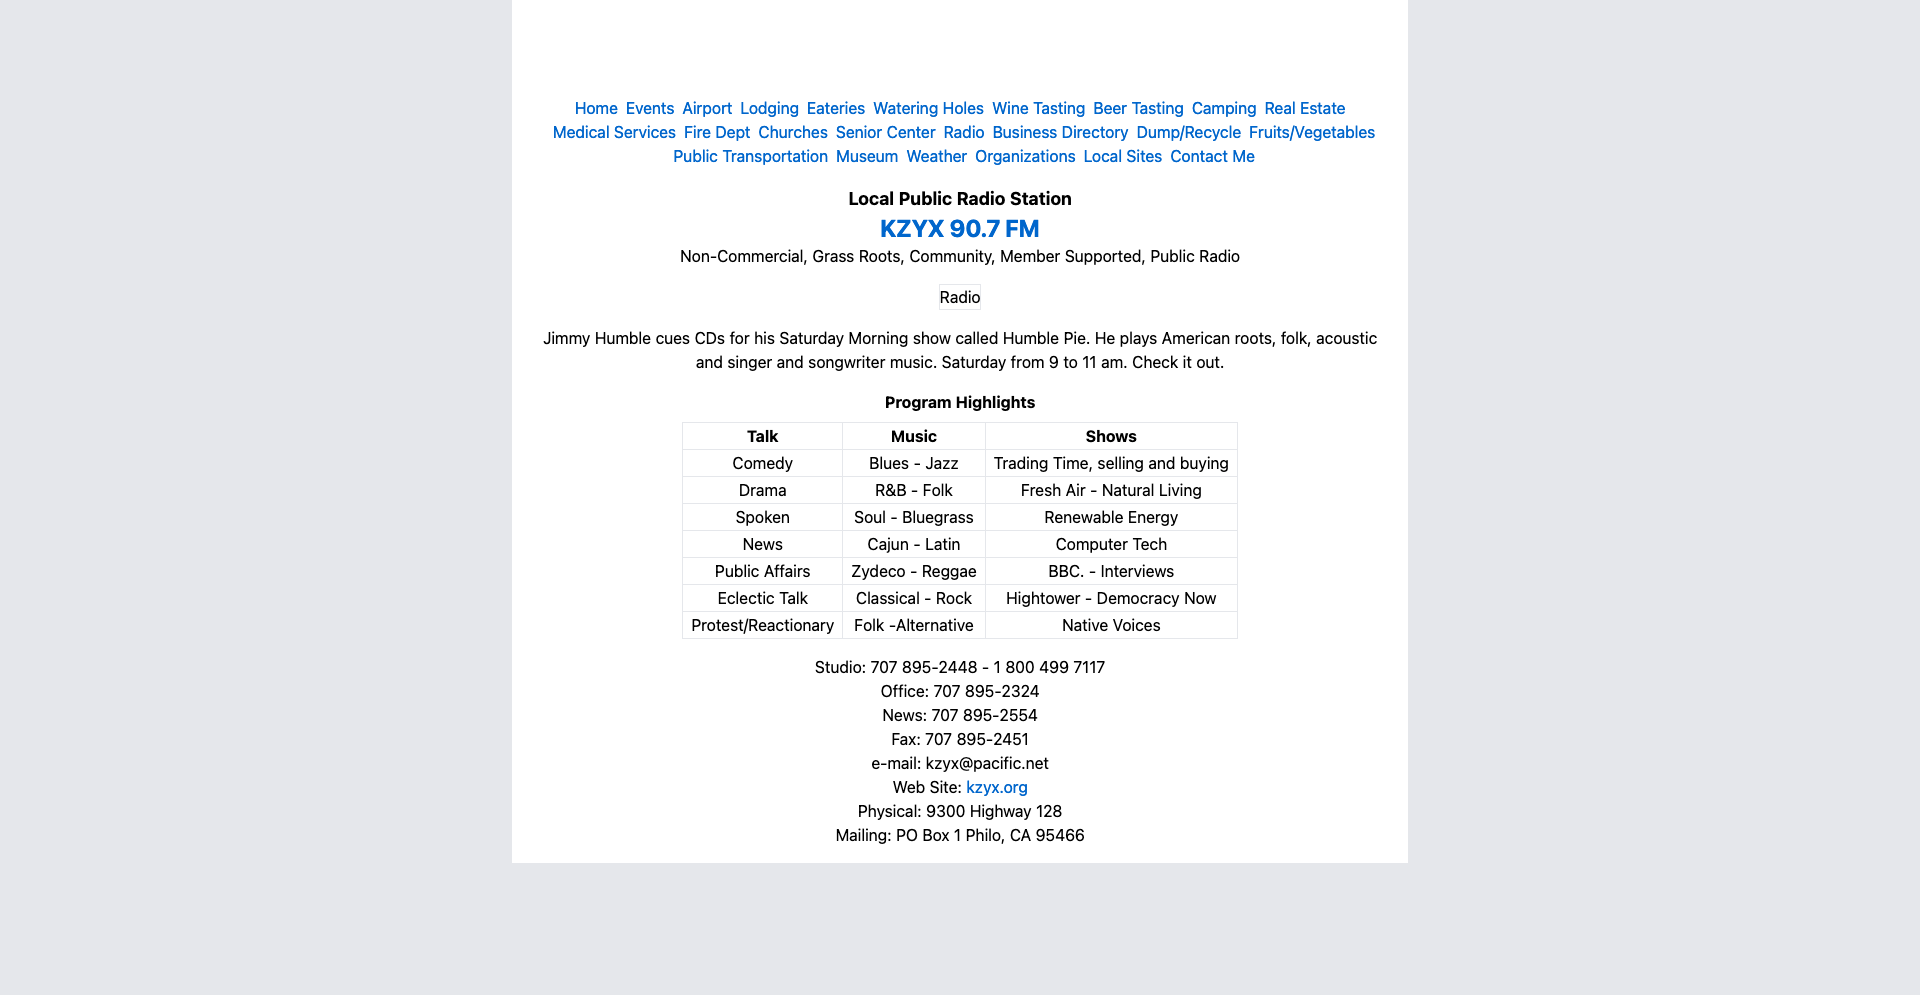 Home Events Airport Lodging Eateries Watering Holes Wine Tasting Beer Tasting Camping Real Estate
Medical Services Fire Dept Churches Senior Center Radio Business Directory Dump/Recycle Fruits/Vegetables
Public Transportation Museum Weather Organizations Local Sites Contact Me
Local Public Radio Station
KZYX 90.7 FM
Non-Commercial, Grass Roots, Community, Member Supported, Public Radio
Radio
Jimmy Humble cues CDs for his Saturday Morning show called Humble Pie. He plays American roots, folk, acoustic
and singer and songwriter music. Saturday from 9 to 11 am. Check it out.
Program Highlights
Talk Music Shows
Comedy Blues - Jazz Trading Time, selling and buying
Drama R&B - Folk Fresh Air - Natural Living
Spoken Soul - Bluegrass Renewable Energy
News Cajun - Latin Computer Tech
Public Affairs Zydeco - Reggae BBC. - Interviews
Eclectic Talk Classical - Rock Hightower - Democracy Now
Protest/Reactionary Folk -Alternative Native Voices
Studio: 707 895-2448 - 1 800 499 7117
Office: 707 895-2324
News: 707 895-2554
Fax: 707 895-2451
e-mail: kzyx@pacific.net
Web Site: kzyx.org
Physical: 9300 Highway 128
Mailing: PO Box 1 Philo, CA 95466